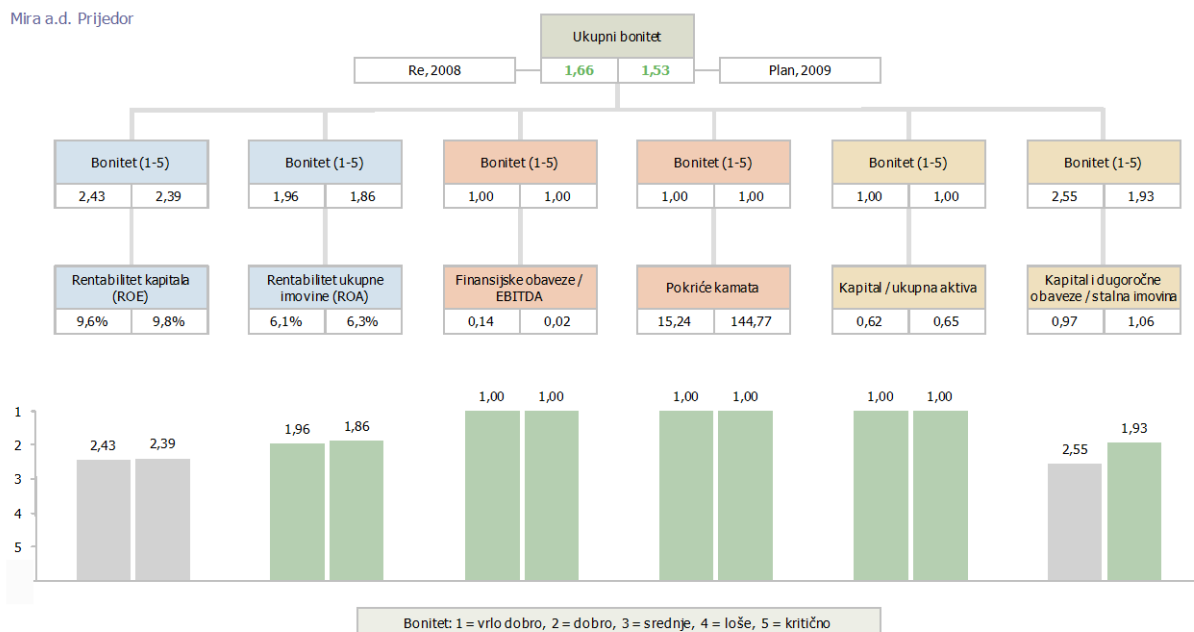 Mira a.d. Prijedor
Ukupni bonitet
Re, 2008
1,66
1,53
Plan, 2009
Bonitet (1-5)
Bonitet (1-5)
Bonitet (1-5)
Bonitet (1-5)
Bonitet (1-5)
Bonitet (1-5)
2,43
2,39
1,96
1,86
1,00
1,00
1,00
1,00
1,00
1,00
2,55
1,93
Rentabilitet kapitala
(ROE)
Rentabilitet ukupne
imovine (ROA)
Finansijske obaveze /
EBITDA
Pokriće kamata
Kapital / ukupna aktiva
Kapital i dugoročne
obaveze / stalna imovina
9,6%
9,8%
6,1%
6,3%
0,14
0,02
15,24
144,77
0,62
0,65
0,97
1,06
1
2
3
4
5
2,43
2,39
1,96
1,86
1,00
1,00
1,00
1,00
1,00
1,00
2,55
1,93
Bonitet: 1 = vrlo dobro, 2 = dobro, 3 = srednje, 4 = loše, 5 = kritično